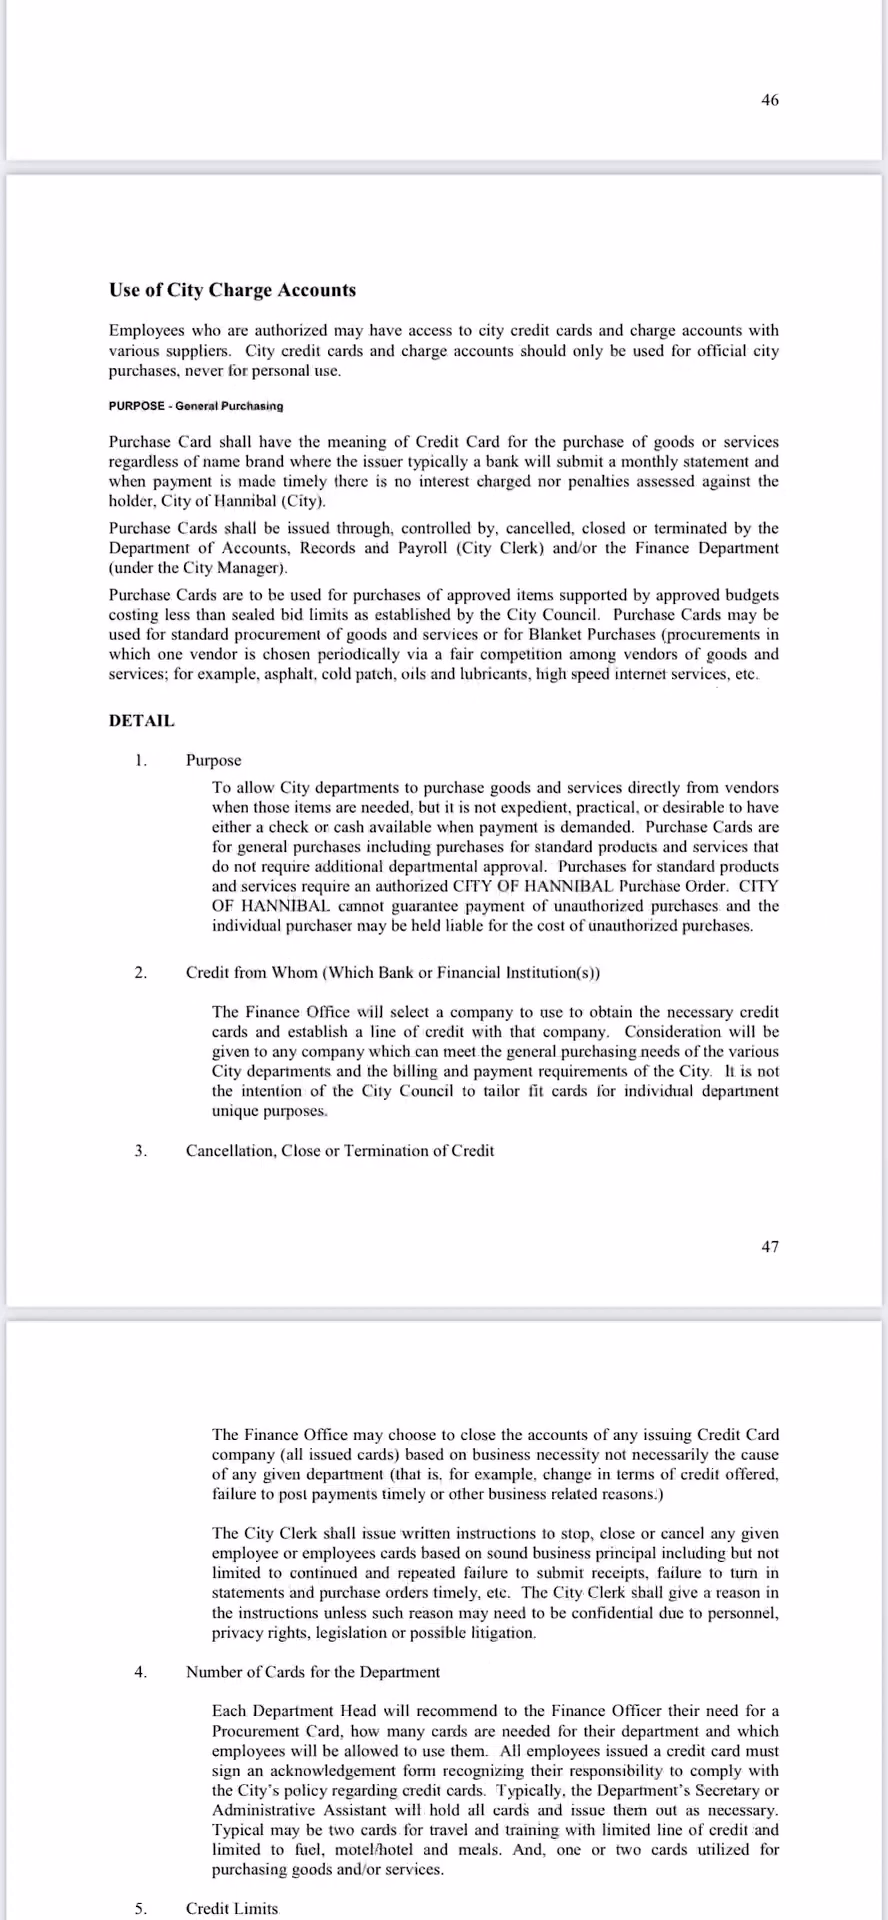 46
Use of City Charge Accounts
Employees who are authorized may have access to city credit cards and charge accounts with
various suppliers. City credit cards and charge accounts should only be used for official city
purchases, never for personal use.
PURPOSE - General Purchasing
Purchase Card shall have the meaning of Credit Card for the purchase of goods or services
regardless of name brand where the issuer typically a bank will submit a monthly statement and
when payment is made timely there is no interest charged nor penalties assessed against the
holder, City of Hannibal (City).
Purchase Cards shall be issued through, controlled by, cancelled, closed or terminated by the
Department of Accounts, Records and Payroll (City Clerk) and/or the Finance Department
(under the City Manager).
Purchase Cards are to be used for purchases of approved items supported by approved budgets
costing less than sealed bid limits as established by the City Council. Purchase Cards may be
used for standard procurement of goods and services or for Blanket Purchases (procurements in
which one vendor is chosen periodically via a fair competition among vendors of goods and
services; for example, asphalt, cold patch, oils and lubricants, high speed internet services, etc.
DETAIL
1. Purpose
To allow City departments to purchase goods and services directly from vendors
when those items are needed, but it is not expedient, practical, or desirable to have
either a check or cash available when payment is demanded. Purchase Cards are
for general purchases including purchases for standard products and services that
do not require additional departmental approval. Purchases for standard products
and services require an authorized CITY OF HANNIBAL Purchase Order. CITY
OF HANNIBAL cannot guarantee payment of unauthorized purchases and the
individual purchaser may be held liable for the cost of unauthorized purchases.
2. Credit from Whom (Which Bank or Financial Institution(s))
The Finance Office will select a company to use to obtain the necessary credit
cards and establish a line of credit with that company. Consideration will be
given to any company which can meet the general purchasing needs of the various
City departments and the billing and payment requirements of the City. It is not
the intention of the City Council to tailor fit cards for individual department
unique purposes.
3. Cancellation, Close or Termination of Credit
47
The Finance Office may choose to close the accounts of any issuing Credit Card
company (all issued cards) based on business necessity not necessarily the cause
of any given department (that is, for example, change in terms of credit offered,
failure to post payments timely or other business related reasons.)
The City Clerk shall issue written instructions to stop, close or cancel any given
employee or employees cards based on sound business principal including but not
limited to continued and repeated failure to submit receipts, failure to turn in
statements and purchase orders timely, etc. The City Clerk shall give a reason in
the instructions unless such reason may need to be confidential due to personnel,
privacy rights, legislation or possible litigation.
4. Number of Cards for the Department
Each Department Head will recommend to the Finance Officer their need for a
Procurement Card, how many cards are needed for their department and which
employees will be allowed to use them. All employees issued a credit card must
sign an acknowledgement form recognizing their responsibility to comply with
the City's policy regarding credit cards. Typically, the Department's Secretary or
Administrative Assistant will hold all cards and issue them out as necessary.
Typical may be two cards for travel and training with limited line of credit and
limited to fuel, motel/hotel and meals. And, one or two cards utilized for
purchasing goods and/or services.
5. Credit Limits